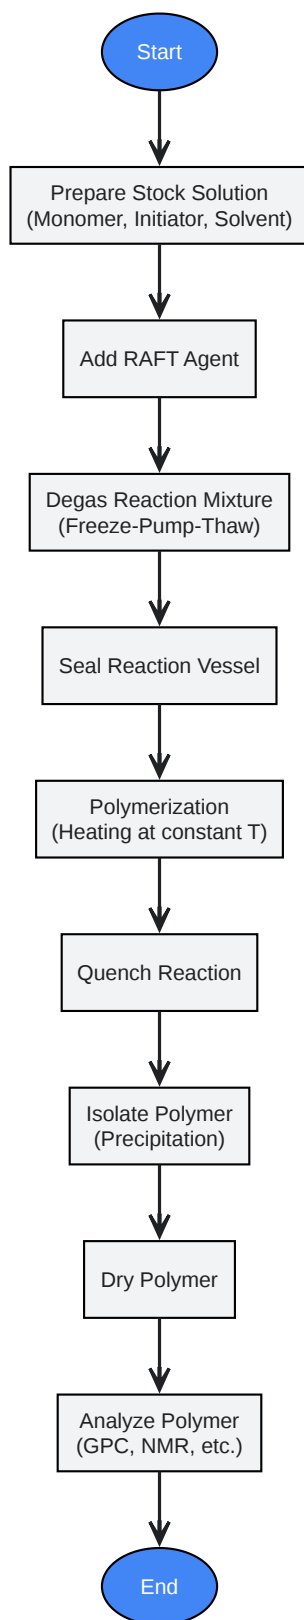 Start
Prepare Stock Solution
(Monomer, Initiator, Solvent)
Add RAFT Agent
Degas Reaction Mixture
(Freeze-Pump-Thaw)
Seal Reaction Vessel
Polymerization
(Heating at constant T)
Quench Reaction
Isolate Polymer
(Precipitation)
Dry Polymer
Analyze Polymer
(GPC, NMR, etc.)
End